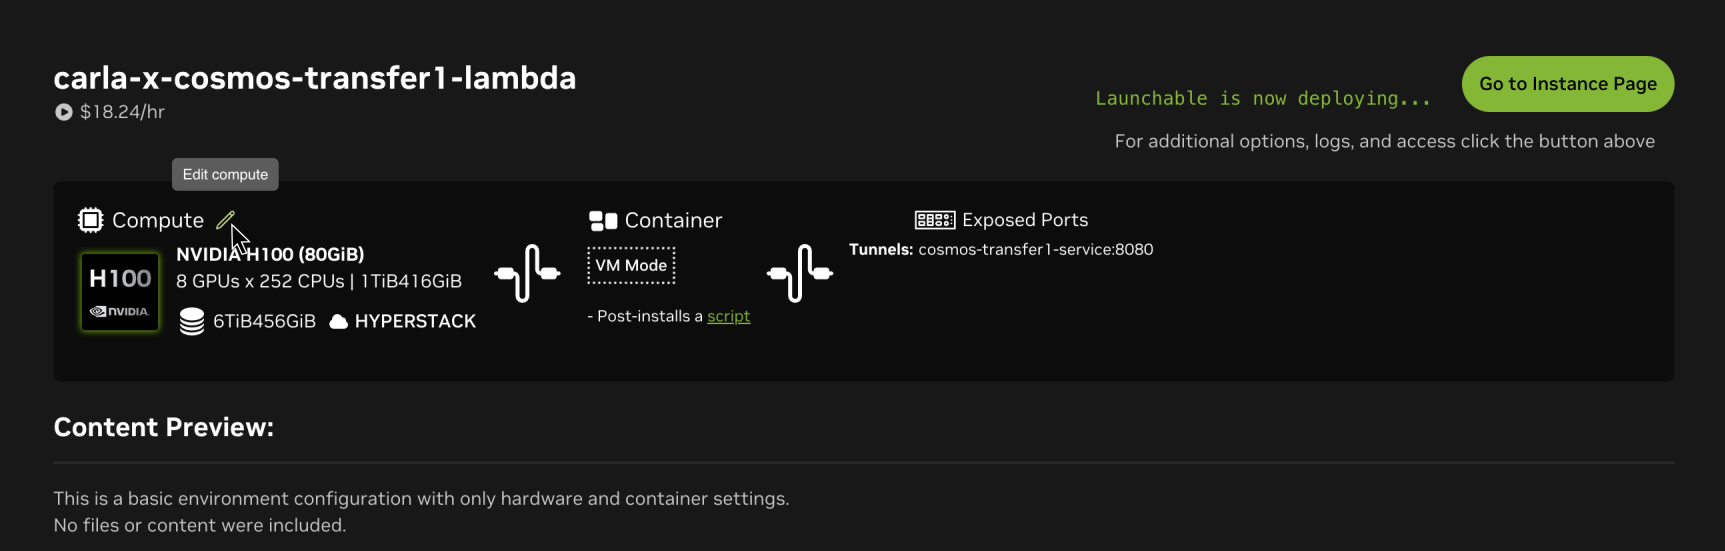 carla-x-cosmos-transfer1-lambda
$18.24/hr
Launchable is now deploying...
Go to Instance Page
For additional options, logs, and access click the button above
Edit compute
Compute
H100
NVIDIA.
NVIDIA H100 (80GiB)
8 GPUs x 252 CPUs | 1TiB416GiB
6TiB456GiB
HYPERSTACK
Container
VM Mode
- Post-installs a script
Exposed Ports
Tunnels: cosmos-transfer1-service:8080
Content Preview:
This is a basic environment configuration with only hardware and container settings.
No files or content were included.